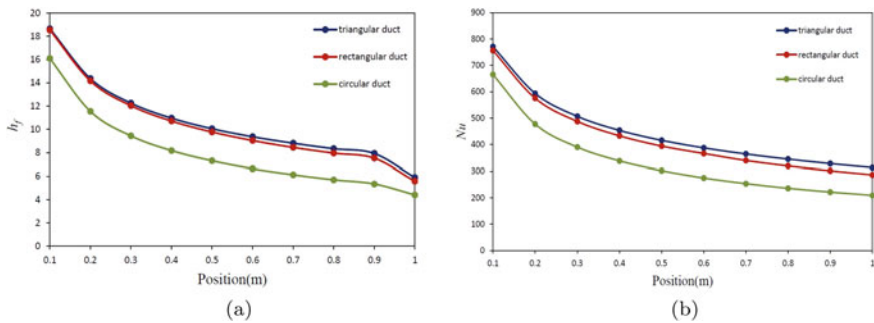 20
18
16
14
12
10
8
6
4
2
0
h_f
triangular duct
rectangular duct
circular duct
0.1 0.2 0.3 0.4 0.5 0.6 0.7 0.8 0.9 1
Position(m)
(a)
900
800
700
600
500
400
300
200
100
0
Nu
triangular duct
rectangular duct
circular duct
0.1 0.2 0.3 0.4 0.5 0.6 0.7 0.8 0.9 1
Position(m)
(b)